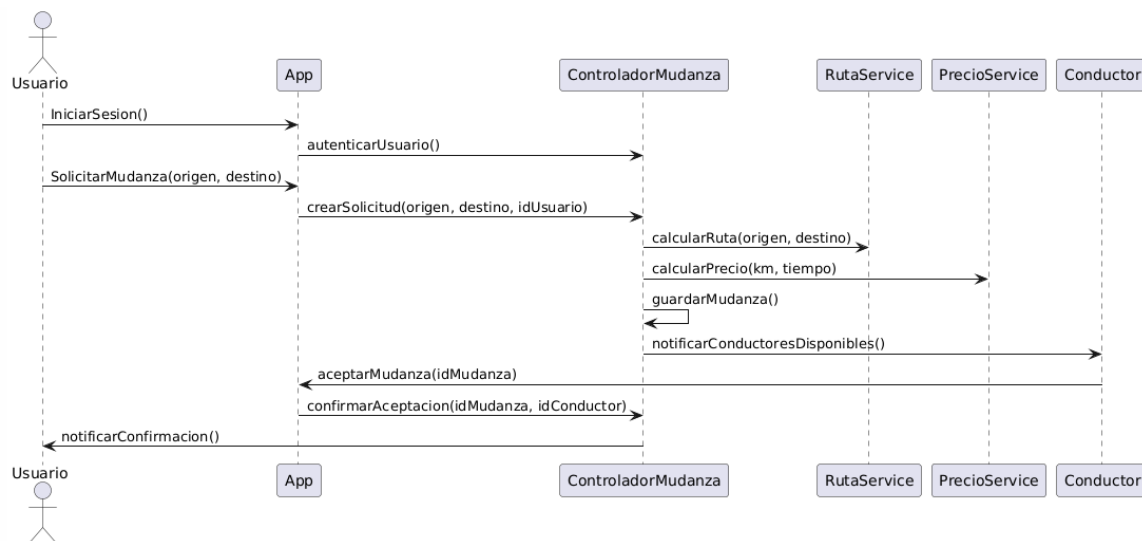 Usuario
App
ControladorMudanza
RutaService
PrecioService
Conductor
IniciarSesion()
autenticarUsuario()
SolicitarMudanza(origen, destino)
crearSolicitud(origen, destino, idUsuario)
calcularRuta(origen, destino)
calcularPrecio(km, tiempo)
guardarMudanza()
notificarConductoresDisponibles()
aceptarMudanza(idMudanza)
confirmarAceptacion(idMudanza, idConductor)
notificarConfirmacion()
Usuario
App
ControladorMudanza
RutaService
PrecioService
Conductor